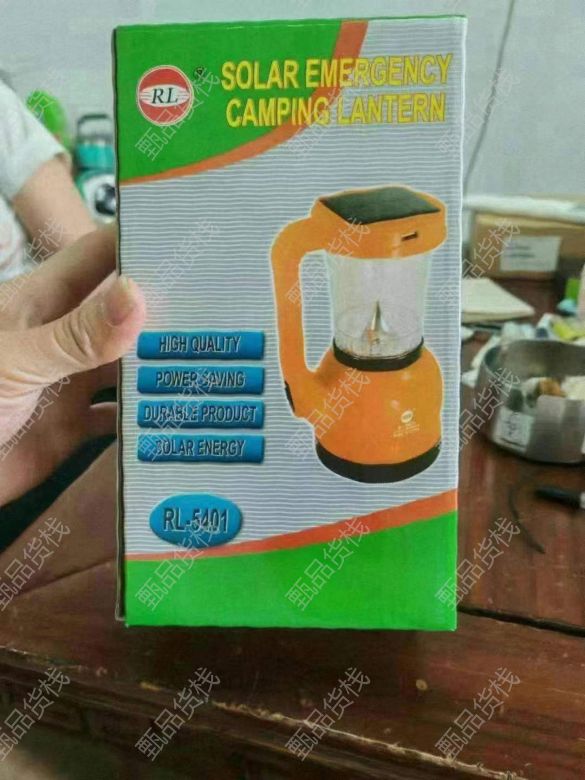 RL
SOLAR EMERGENCY
CAMPING LANTERN
HIGH QUALITY
POWER SAVING
DURABLE PRODUCT
SOLAR ENERGY
RL-5401
甄品货栈